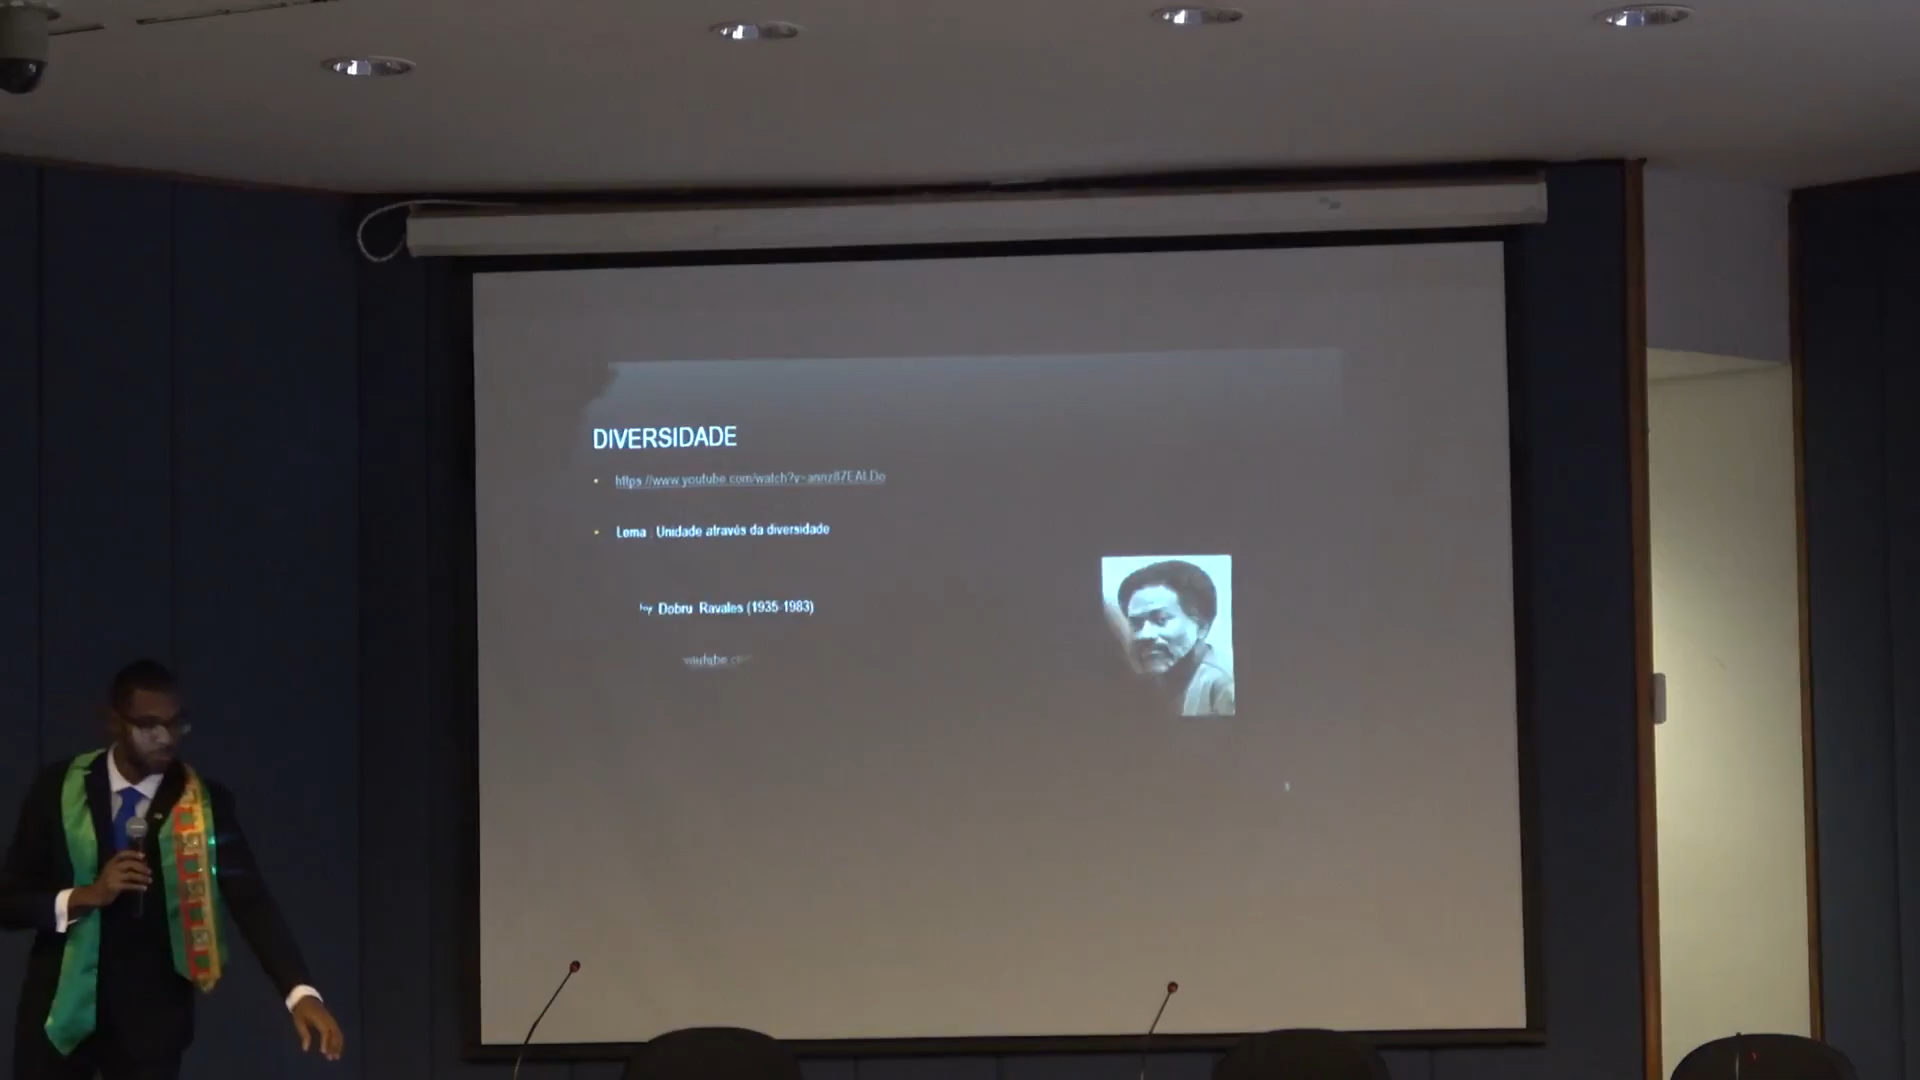 DIVERSIDADE
Lema : Unidade através da diversidade
by Dobru Ravales (1935-1983)